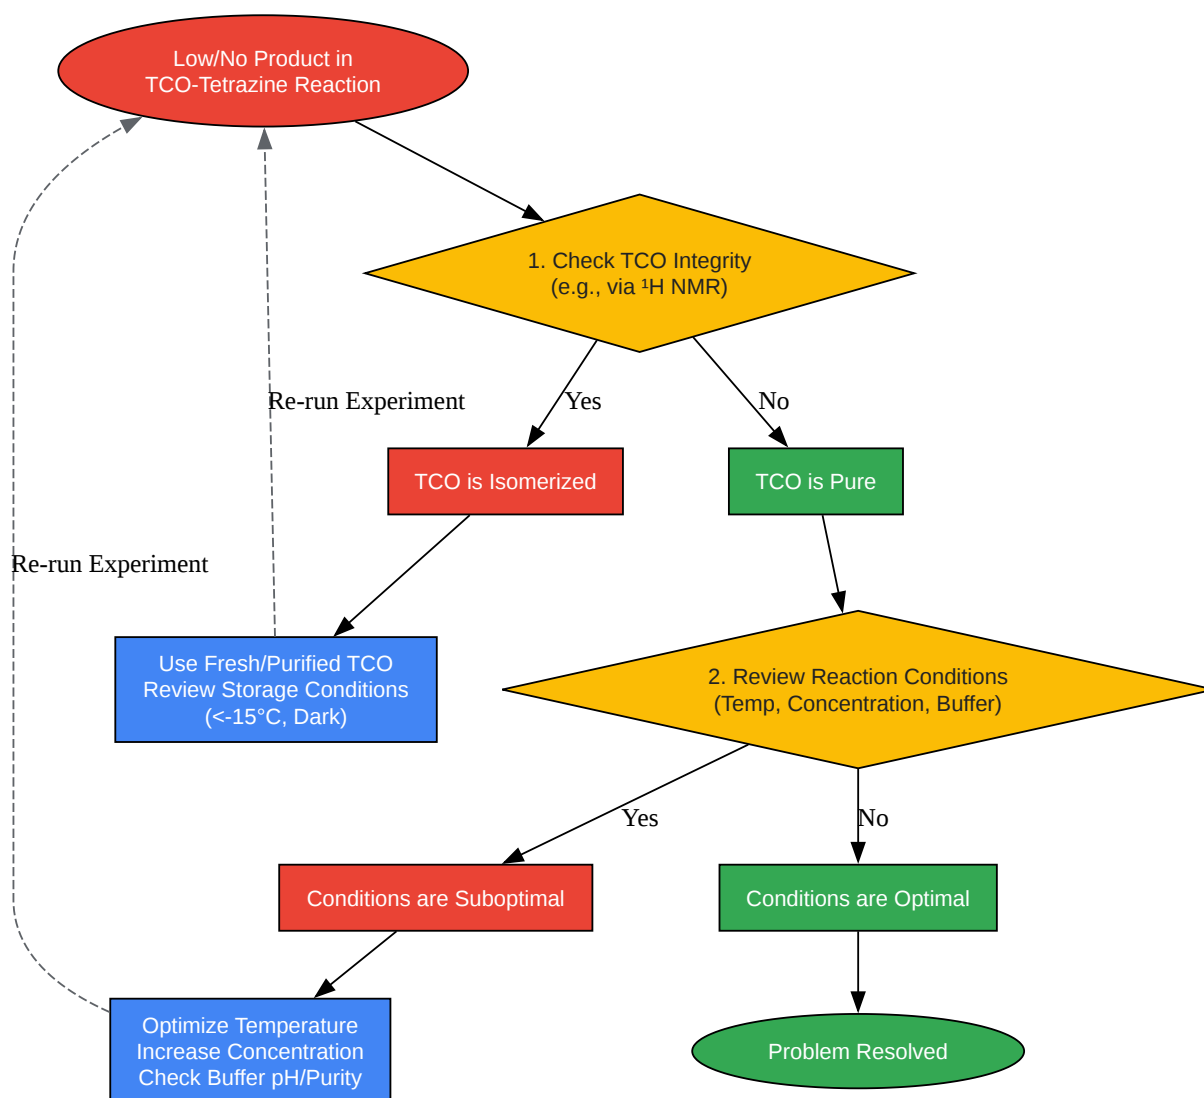 Low/No Product in
TCO-Tetrazine Reaction
1. Check TCO Integrity
(e.g., via ¹H NMR)
Re-run Experiment
Yes
No
TCO is Isomerized
TCO is Pure
Re-run Experiment
Use Fresh/Purified TCO
Review Storage Conditions
(<-15°C, Dark)
2. Review Reaction Conditions
(Temp, Concentration, Buffer)
Yes
No
Conditions are Suboptimal
Conditions are Optimal
Optimize Temperature
Increase Concentration
Check Buffer pH/Purity
Problem Resolved